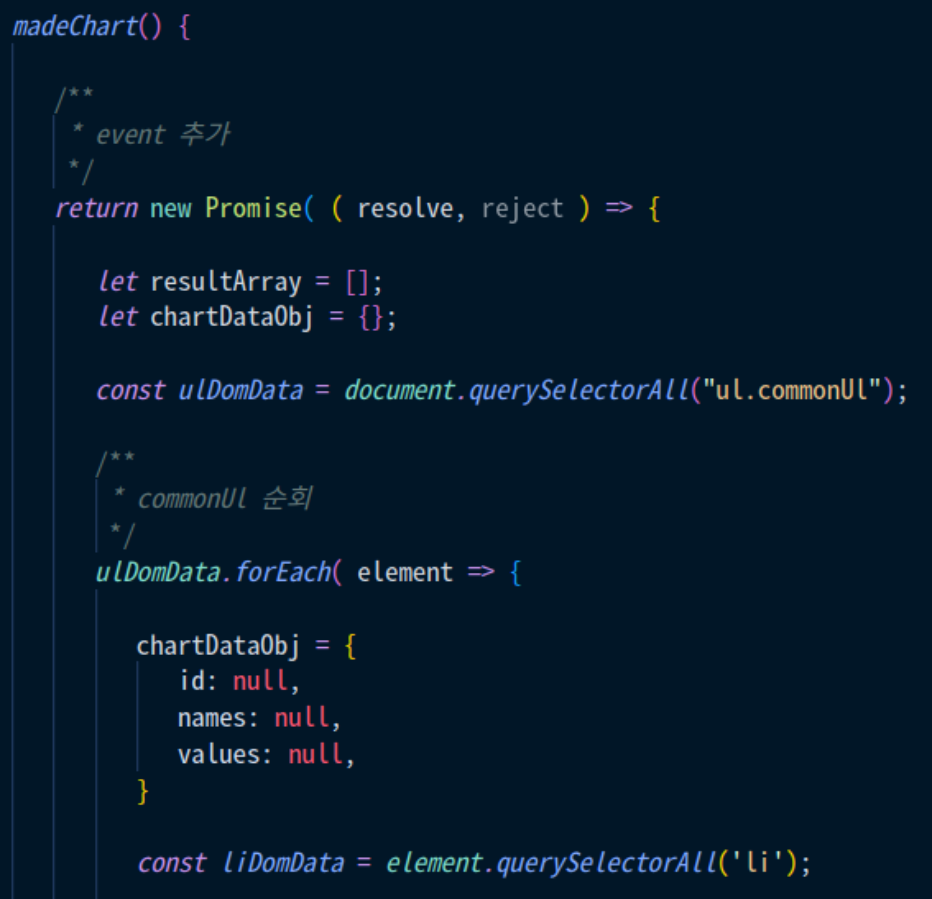 madeChart() {
/**
* event 추가
*/
return new Promise( ( resolve, reject ) => {
let resultArray = [];
let chartDataObj = {};
const ulDomData = document.querySelectorAll("ul.commonUl");
/**
* commonUl 순회
*/
ulDomData.forEach( element => {
chartDataObj = {
id: null,
names: null,
values: null,
}
const liDomData = element.querySelectorAll('li');